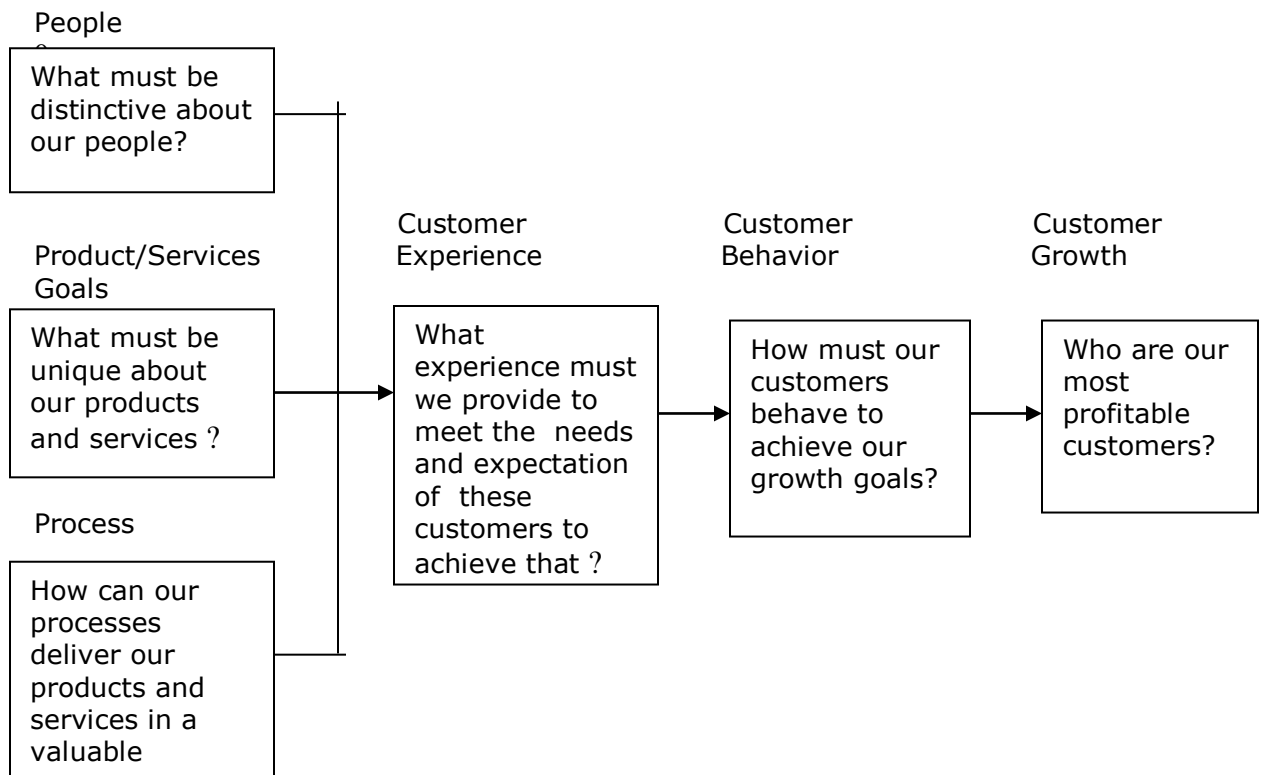 People
What must be
distinctive about
our people?
Product/Services
Goals
What must be
unique about
our products
and services ?
Process
How can our
processes
deliver our
products and
services in a
valuable
Customer
Experience
What
experience must
we provide to
meet the needs
and expectation
of these
customers to
achieve that ?
Customer
Behavior
How must our
customers
behave to
achieve our
growth goals?
Customer
Growth
Who are our
most
profitable
customers?